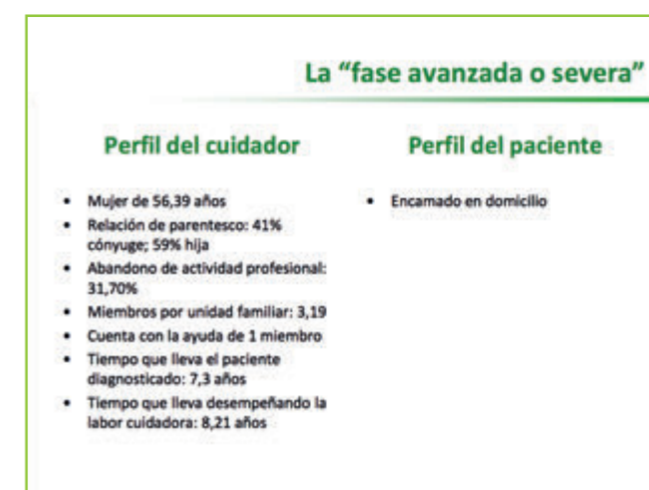 La “fase avanzada o severa”
Perfil del cuidador
• Mujer de 56,39 años
• Relación de parentesco: 41%
cónyuge; 59% hija
• Abandono de actividad profesional:
31,70%
• Miembros por unidad familiar: 3,19
• Cuenta con la ayuda de 1 miembro
• Tiempo que lleva el paciente
diagnosticado: 7,3 años
• Tiempo que lleva desempeñando la
labor cuidadora: 8,21 años
Perfil del paciente
• Encamado en domicilio